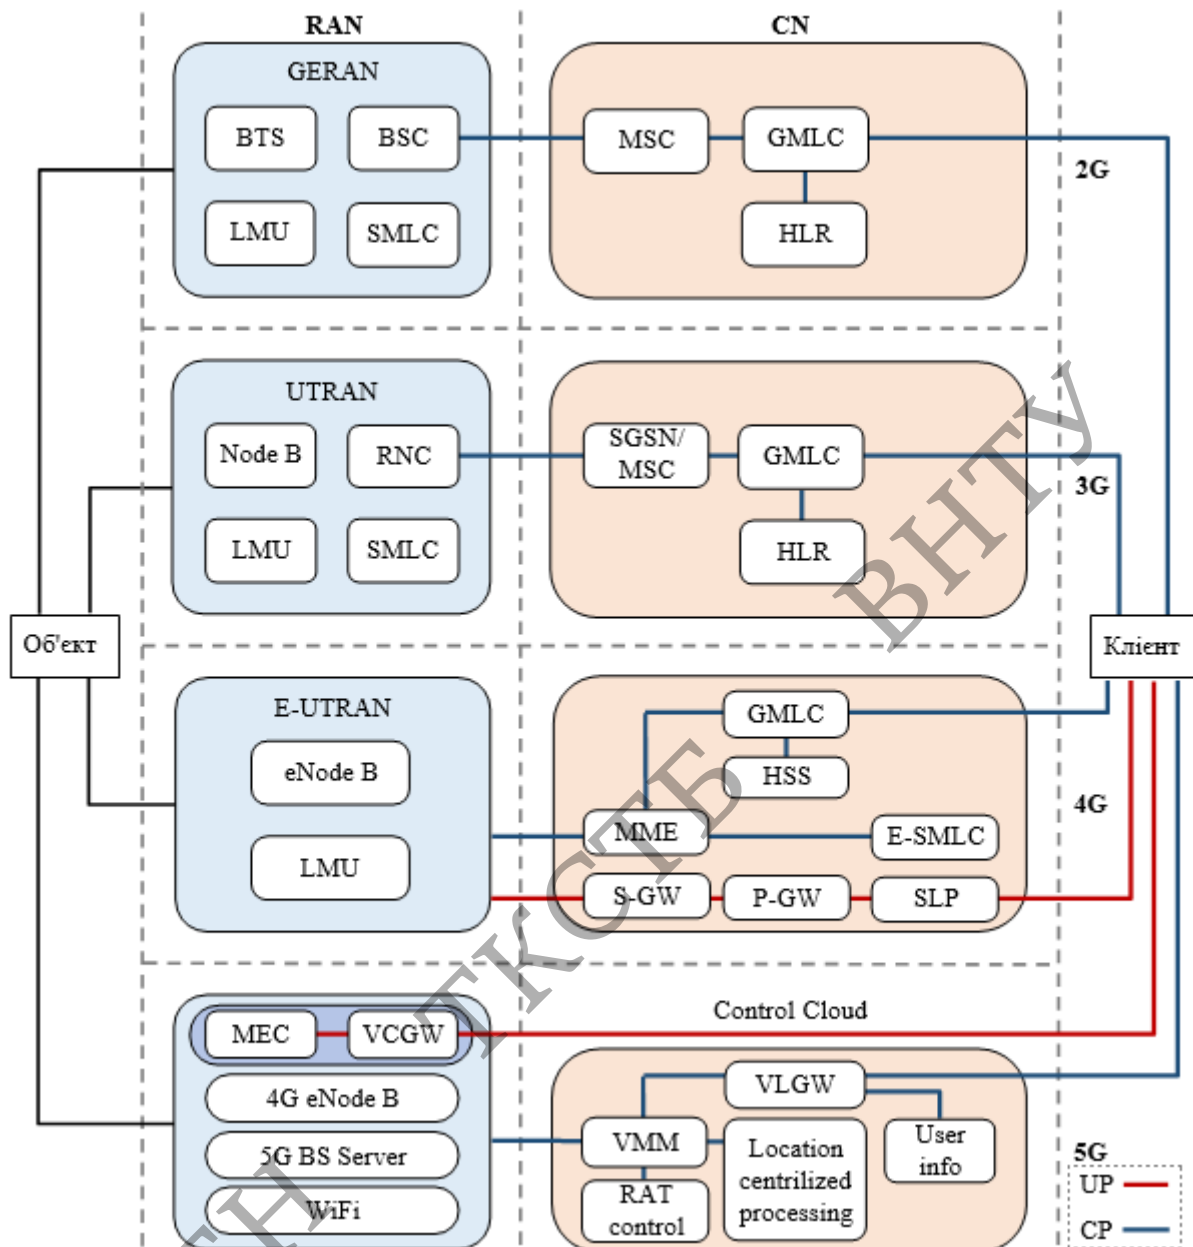 RAN
CN
GERAN
BTS
BSC
LMU
SMLC
MSC
GMLC
HLR
2G
UTRAN
Node B
RNC
LMU
SMLC
SGSN/
MSC
GMLC
HLR
3G
Об'єкт
Клієнт
E-UTRAN
eNode B
LMU
GMLC
HSS
MME
E-SMLC
S-GW
P-GW
SLP
4G
MEC
VCGW
Control Cloud
4G eNode B
5G BS Server
WiFi
VLGW
VMM
User
info
Location
centrilized
processing
RAT
control
5G
UP
CP
ТКСТБ
ВНТУ